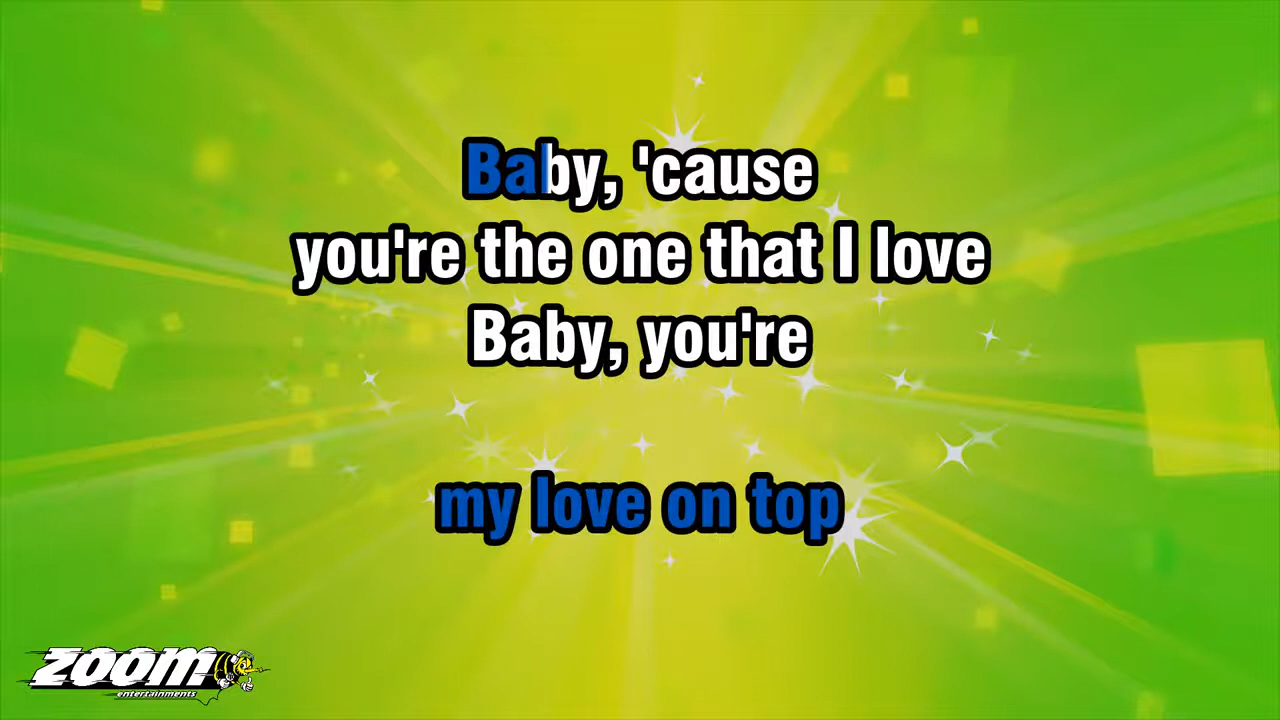 Baby, 'cause
you're the one that I love
Baby, you're
my love on top
zoom
entertainments